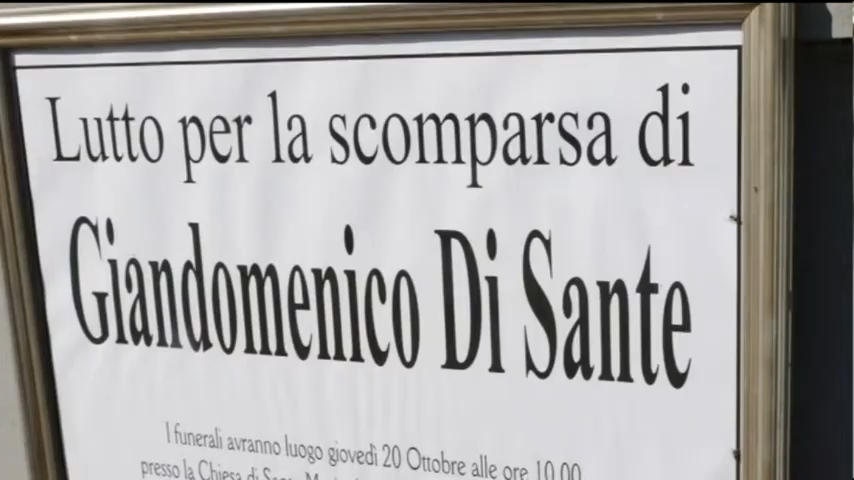 Lutto per la scomparsa di
Giandomenico Di Sante
I funerali avranno luogo giovedì 20 Ottobre alle ore 10.00
presso la Chiesa di